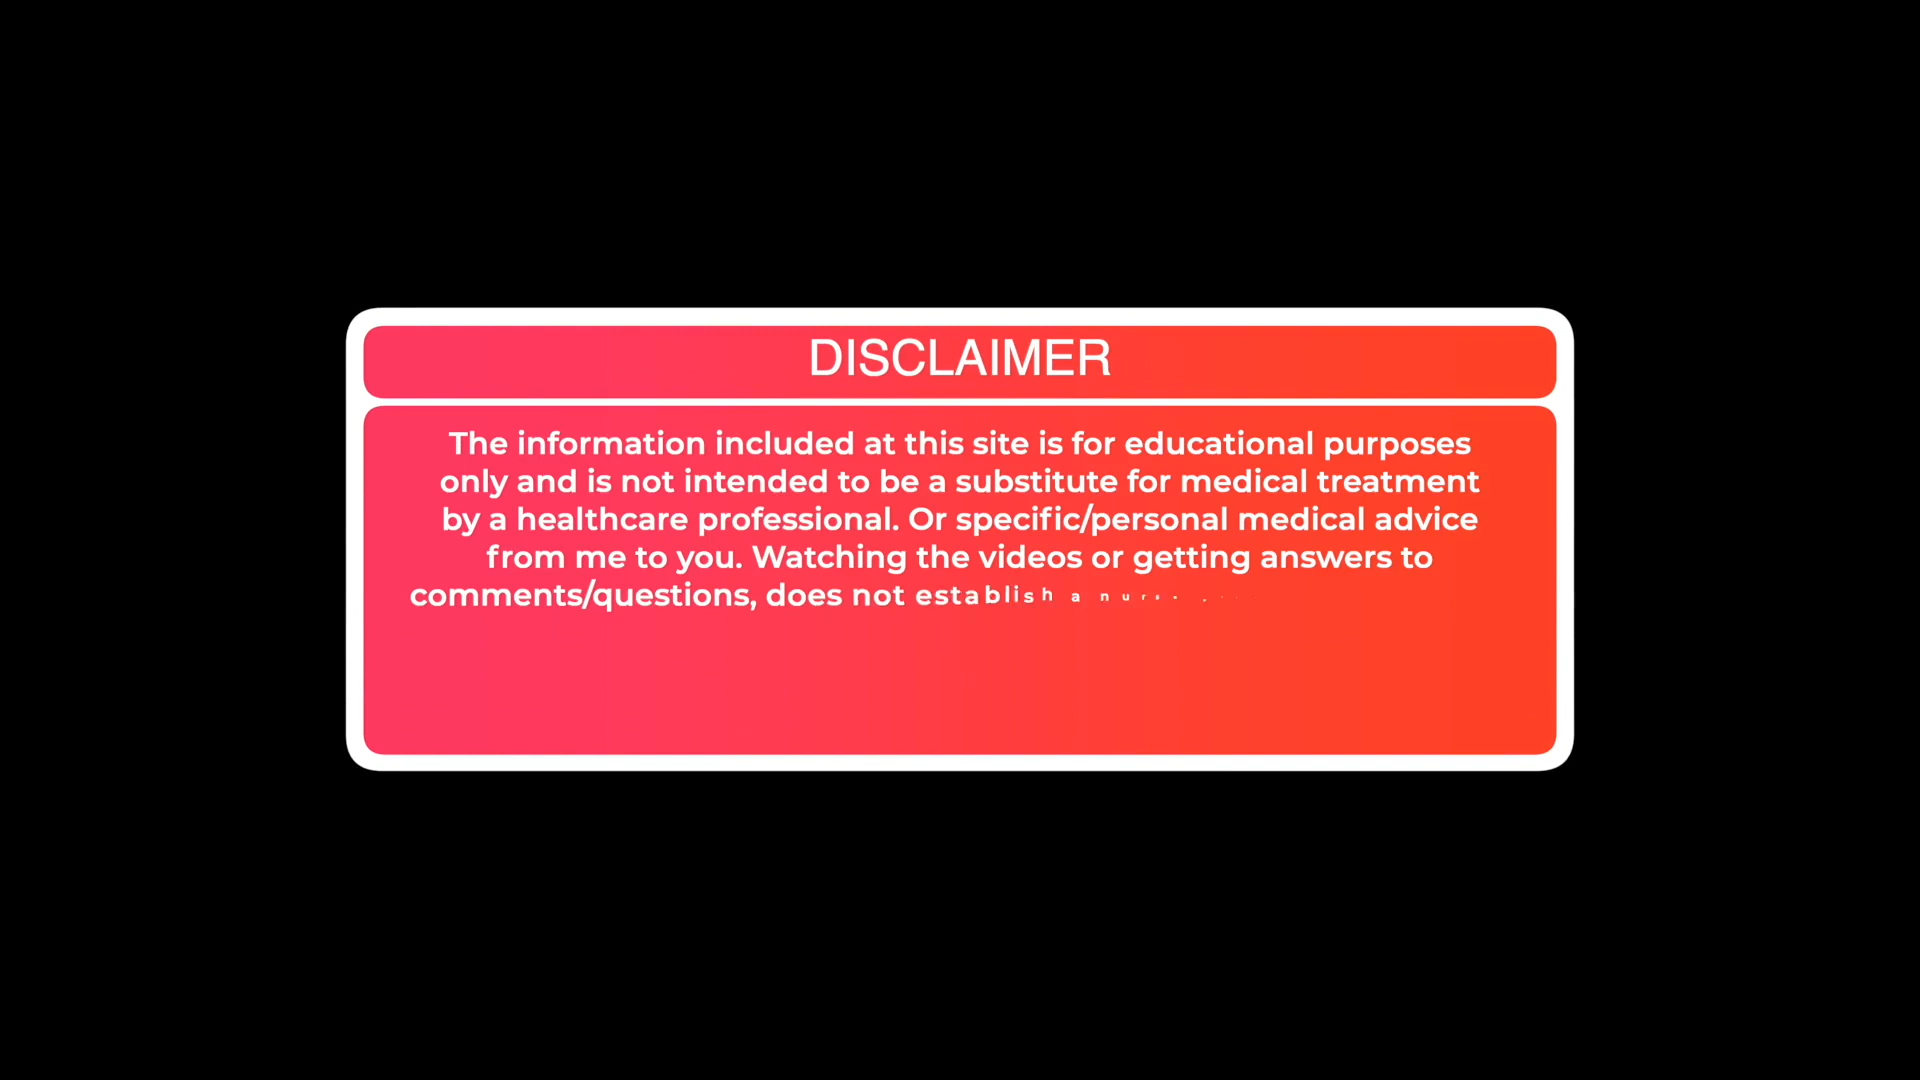 DISCLAIMER
The information included at this site is for educational purposes
only and is not intended to be a substitute for medical treatment
by a healthcare professional. Or specific/personal medical advice
from me to you. Watching the videos or getting answers to
comments/questions, does not establish a